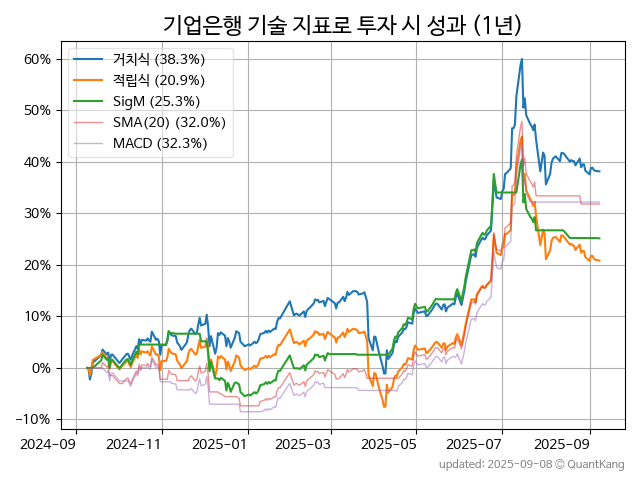 기업은행 기술 지표로 투자 시 성과 (1년)
거치식 (38.3%)
적립식 (20.9%)
SigM (25.3%)
SMA(20) (32.0%)
MACD (32.3%)
60%
50%
40%
30%
20%
10%
0%
−10%
2024-09 2024-11 2025-01 2025-03 2025-05 2025-07 2025-09
updated: 2025-09-08 © QuantKang